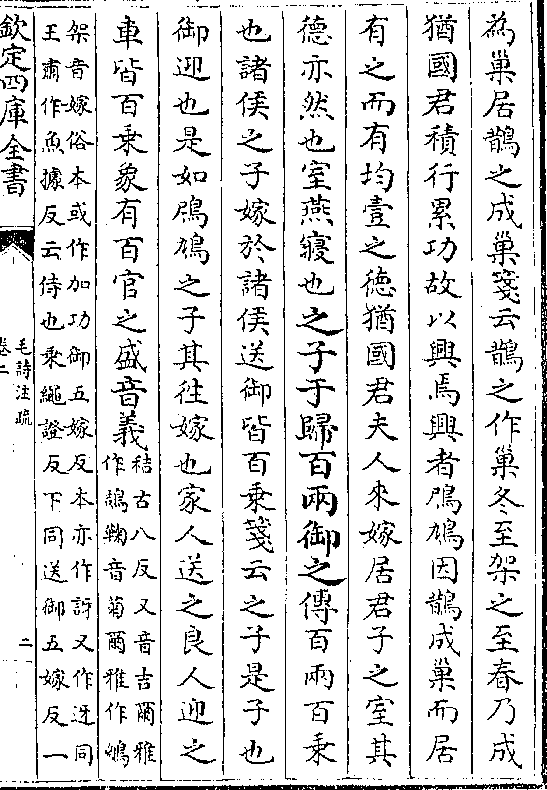 為巢居鵲之成巢箋云鵲之作巢冬至架之至春乃成
猶國君積行累功故以興焉興者鳲鳩因鵲成巢而居
有之而有均壹之德猶國君夫人來嫁居君子之室其
德亦然也室燕寢也之子于歸百兩御之傳百兩百乗
也諸侯之子嫁於諸侯送御皆百乗箋云之子是子也
御迎也是如鳲鳩之子其往嫁也家人送之良人迎之
車皆百乗象有百官之盛音義秸古八反又音吉爾雅
作鴶鞠音菊爾雅作鵴
架音嫁俗本或作加功御五嫁反本亦作訝又作迓同
王肅作魚據反云侍也乗繩證反下同送御五嫁反一
欽定四庫全書
毛詩注疏
卷二
二